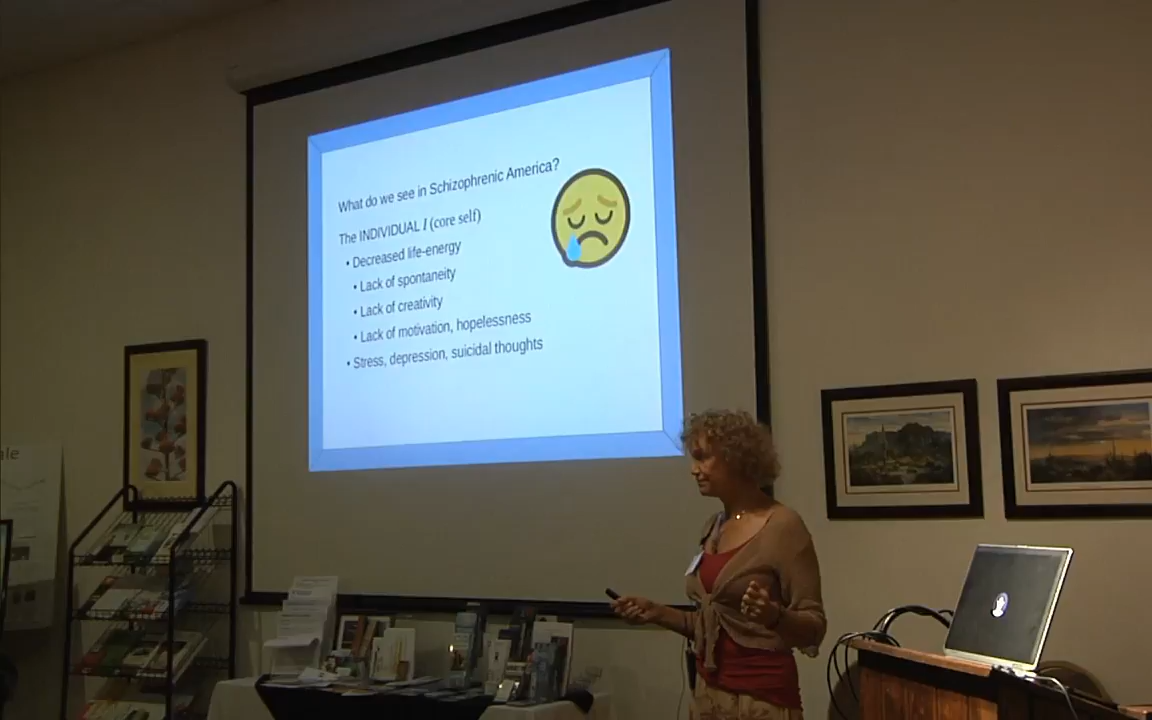 What do we see in Schizophrenic America?
The INDIVIDUAL I (core self)
• Decreased life-energy
• Lack of spontaneity
• Lack of creativity
• Lack of motivation, hopelessness
• Stress, depression, suicidal thoughts
ale